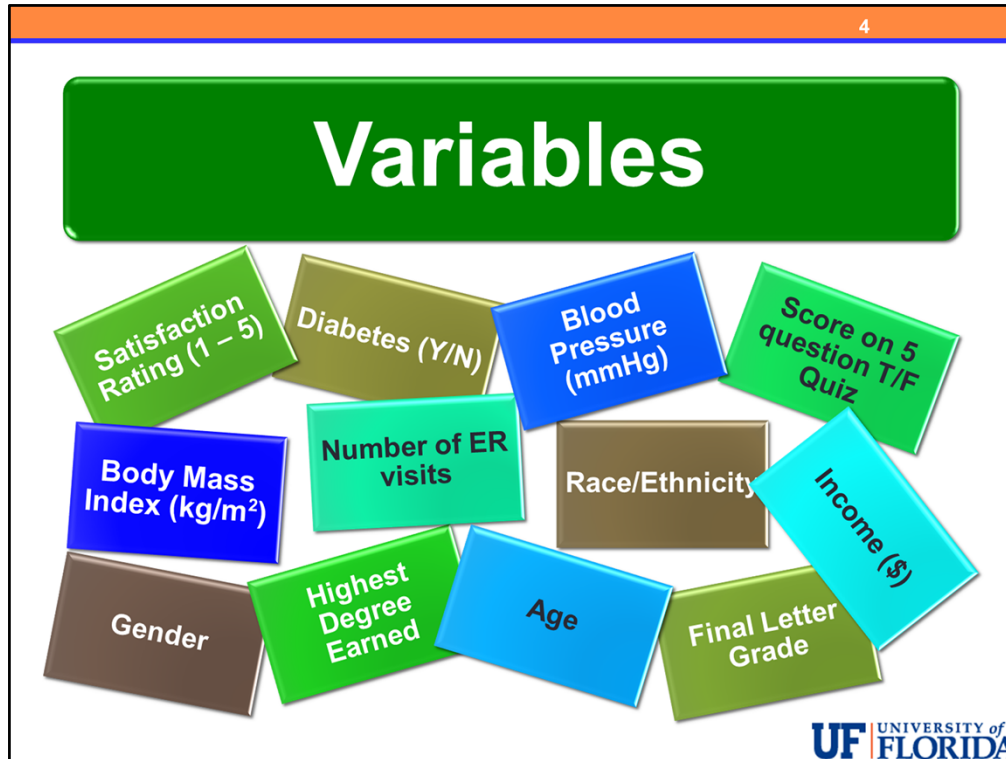 4
Variables
Satisfaction
Rating (1 – 5)
Diabetes (Y/N)
Blood
Pressure
(mmHg)
Score on 5
question T/F
Quiz
Body Mass
Index (kg/m²)
Number of ER
visits
Race/Ethnicity
Income ($)
Gender
Highest
Degree
Earned
Age
Final Letter
Grade
UF UNIVERSITY of
FLORIDA